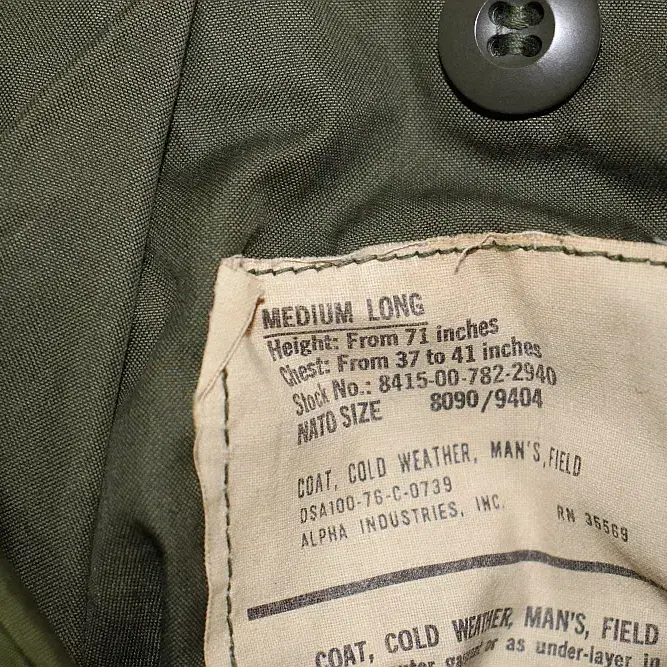 MEDIUM LONG
Height: From 71 inches
Chest: From 37 to 41 inches
Stock No.: 8415-00-782-2940
NATO SIZE 8090/9404
COAT, COLD WEATHER, MAN'S, FIELD
DSA100-76-C-0739
ALPHA INDUSTRIES, INC. RN 35569
COAT, COLD WEATHER, MAN'S, FIELD
or as under-layer in